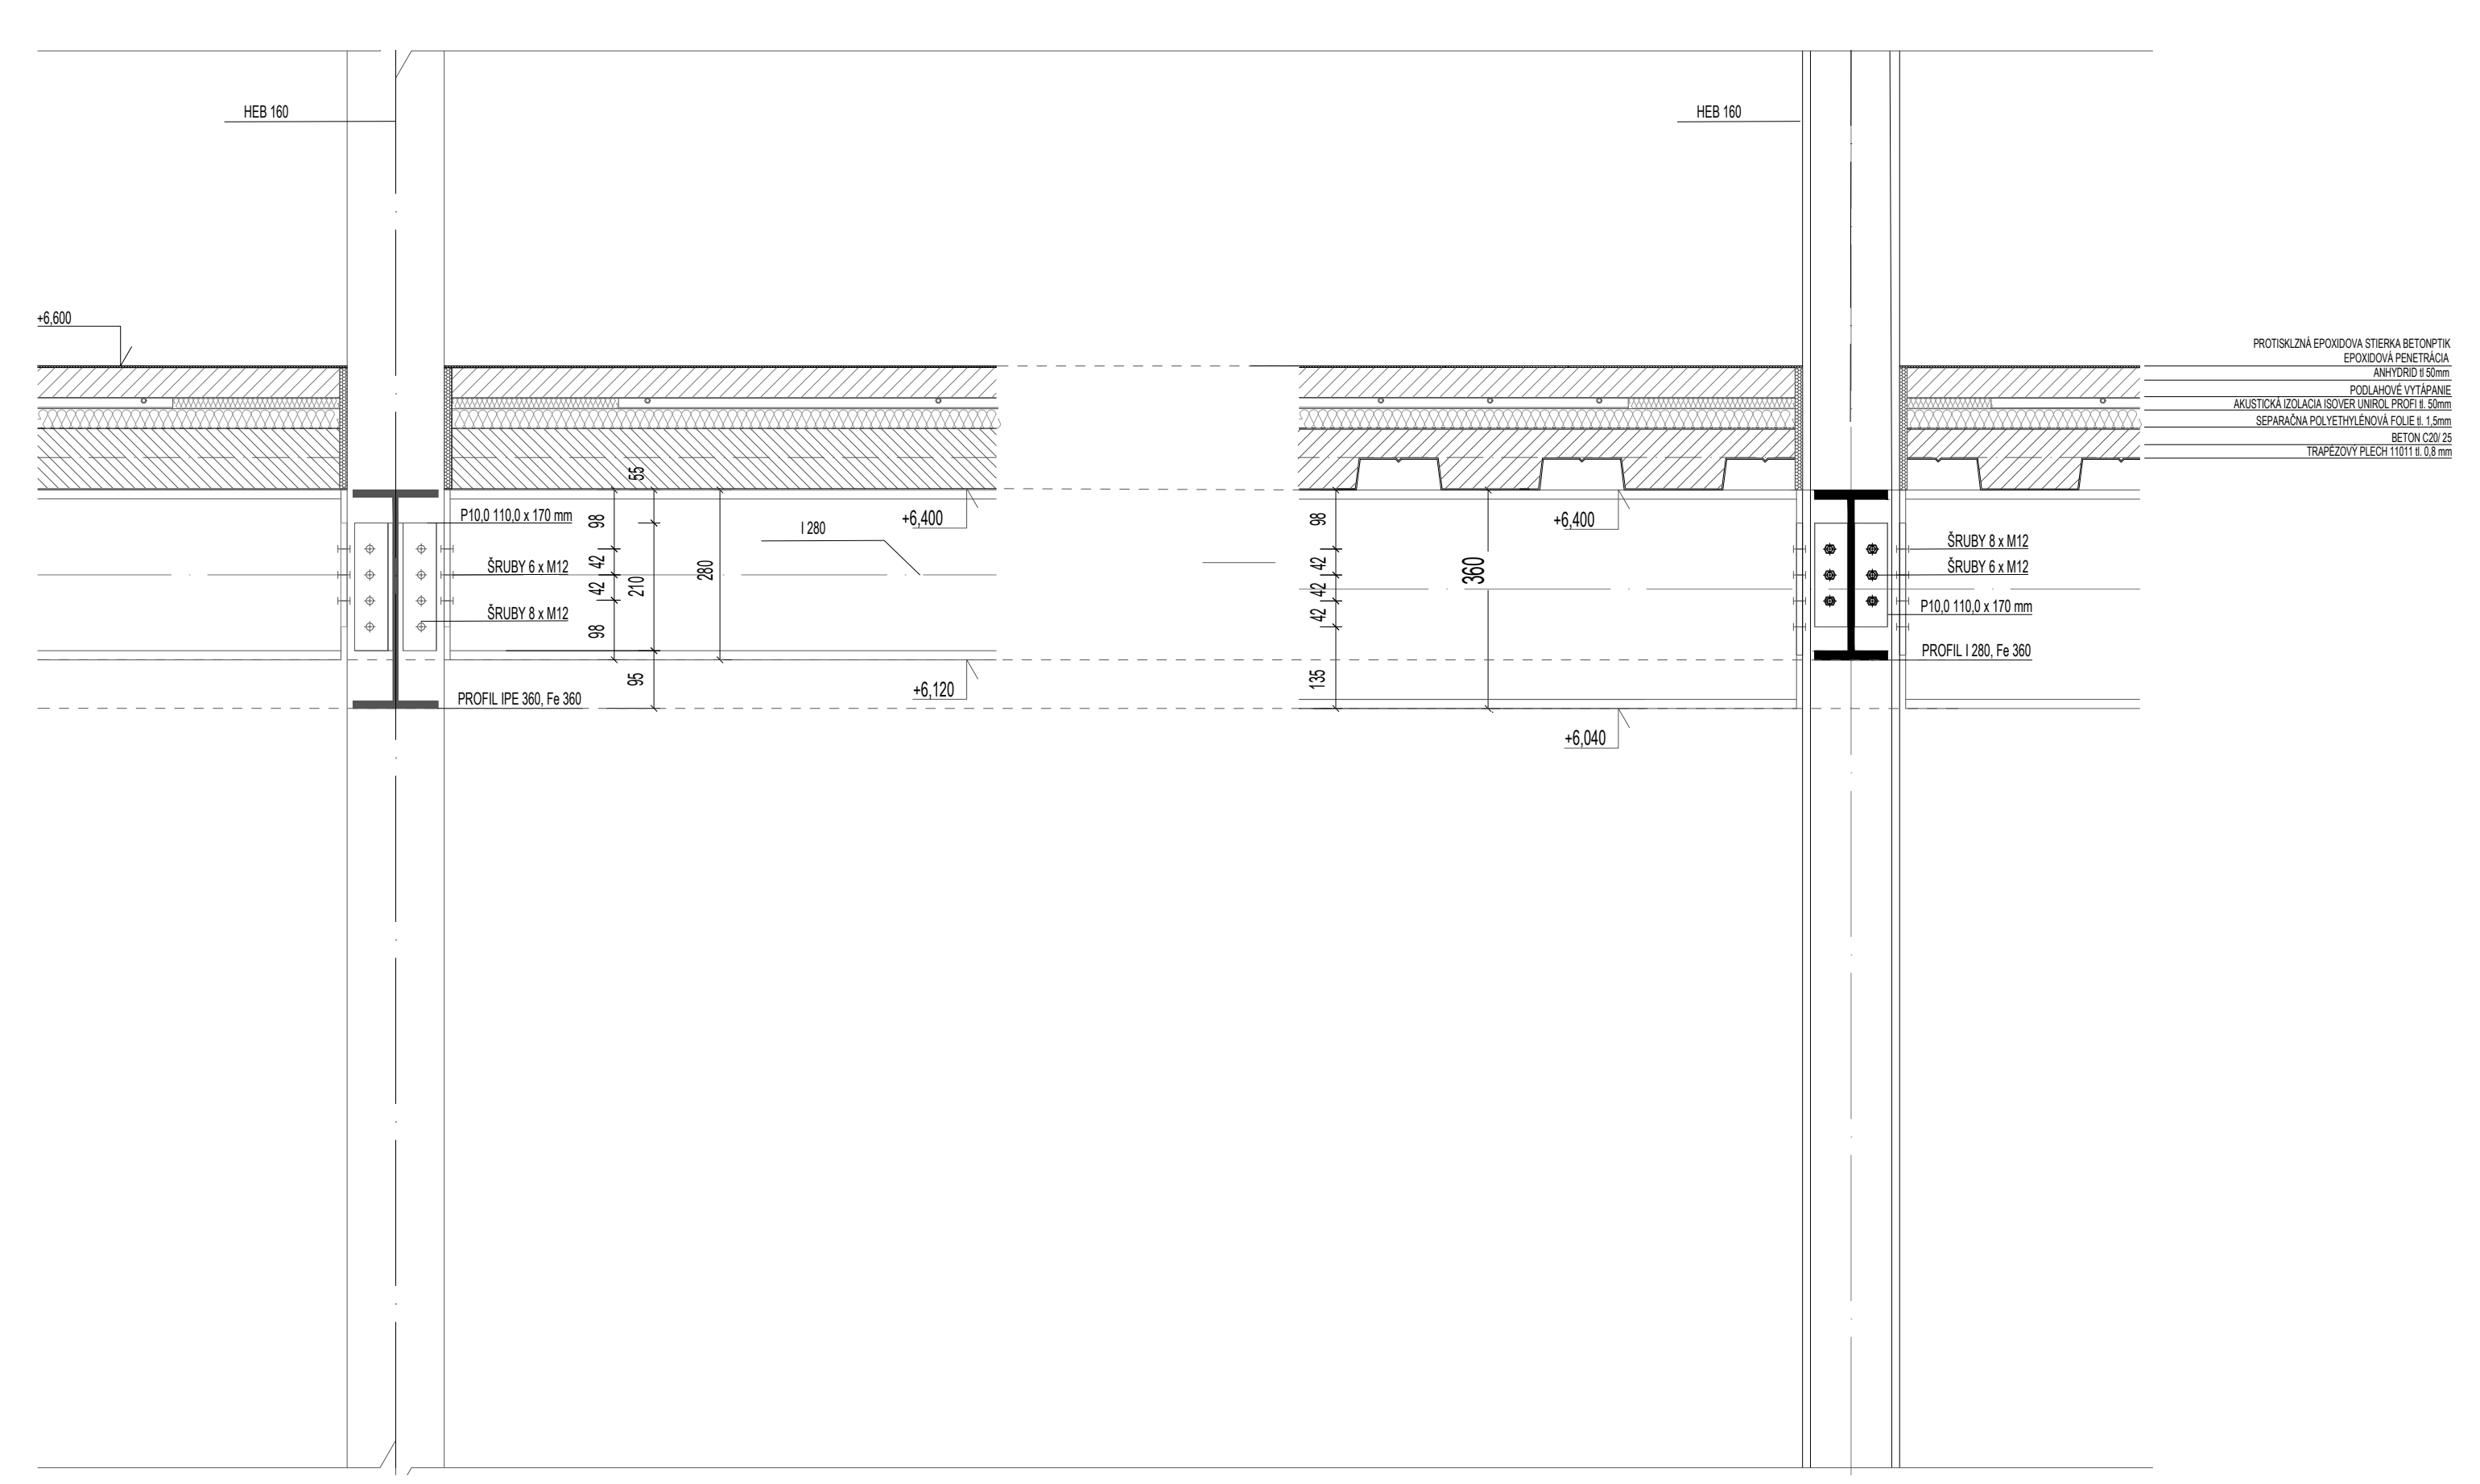 HEB 160
HEB 160
+6,600
PROTISKLZNÁ EPOXIDOVA STIERKA BETONPTIK
EPOXIDOVÁ PENETRÁCIA
ANHYDRID tl 50mm
PODLAHOVÉ VYTÁPANIE
AKUSTICKÁ IZOLACIA ISOVER UNIROL PROFI tl. 50mm
SEPARAČNA POLYETHYLÉNOVÁ FOLIE tl. 1,5mm
BETON C20/ 25
TRAPÉZOVÝ PLECH 11011 tl. 0,8 mm
P10,0 110,0 x 170 mm
ŠRUBY 6 x M12
ŠRUBY 8 x M12
PROFIL IPE 360, Fe 360
98
42
42
98
55
210
95
280
I 280
+6,400
+6,120
+6,400
+6,040
98
42
42
42
135
360
ŠRUBY 8 x M12
ŠRUBY 6 x M12
P10,0 110,0 x 170 mm
PROFIL I 280, Fe 360